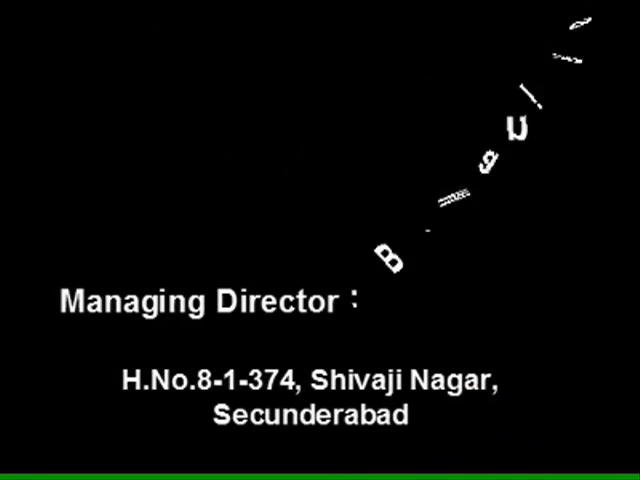 Managing Director :
H.No.8-1-374, Shivaji Nagar,
Secunderabad